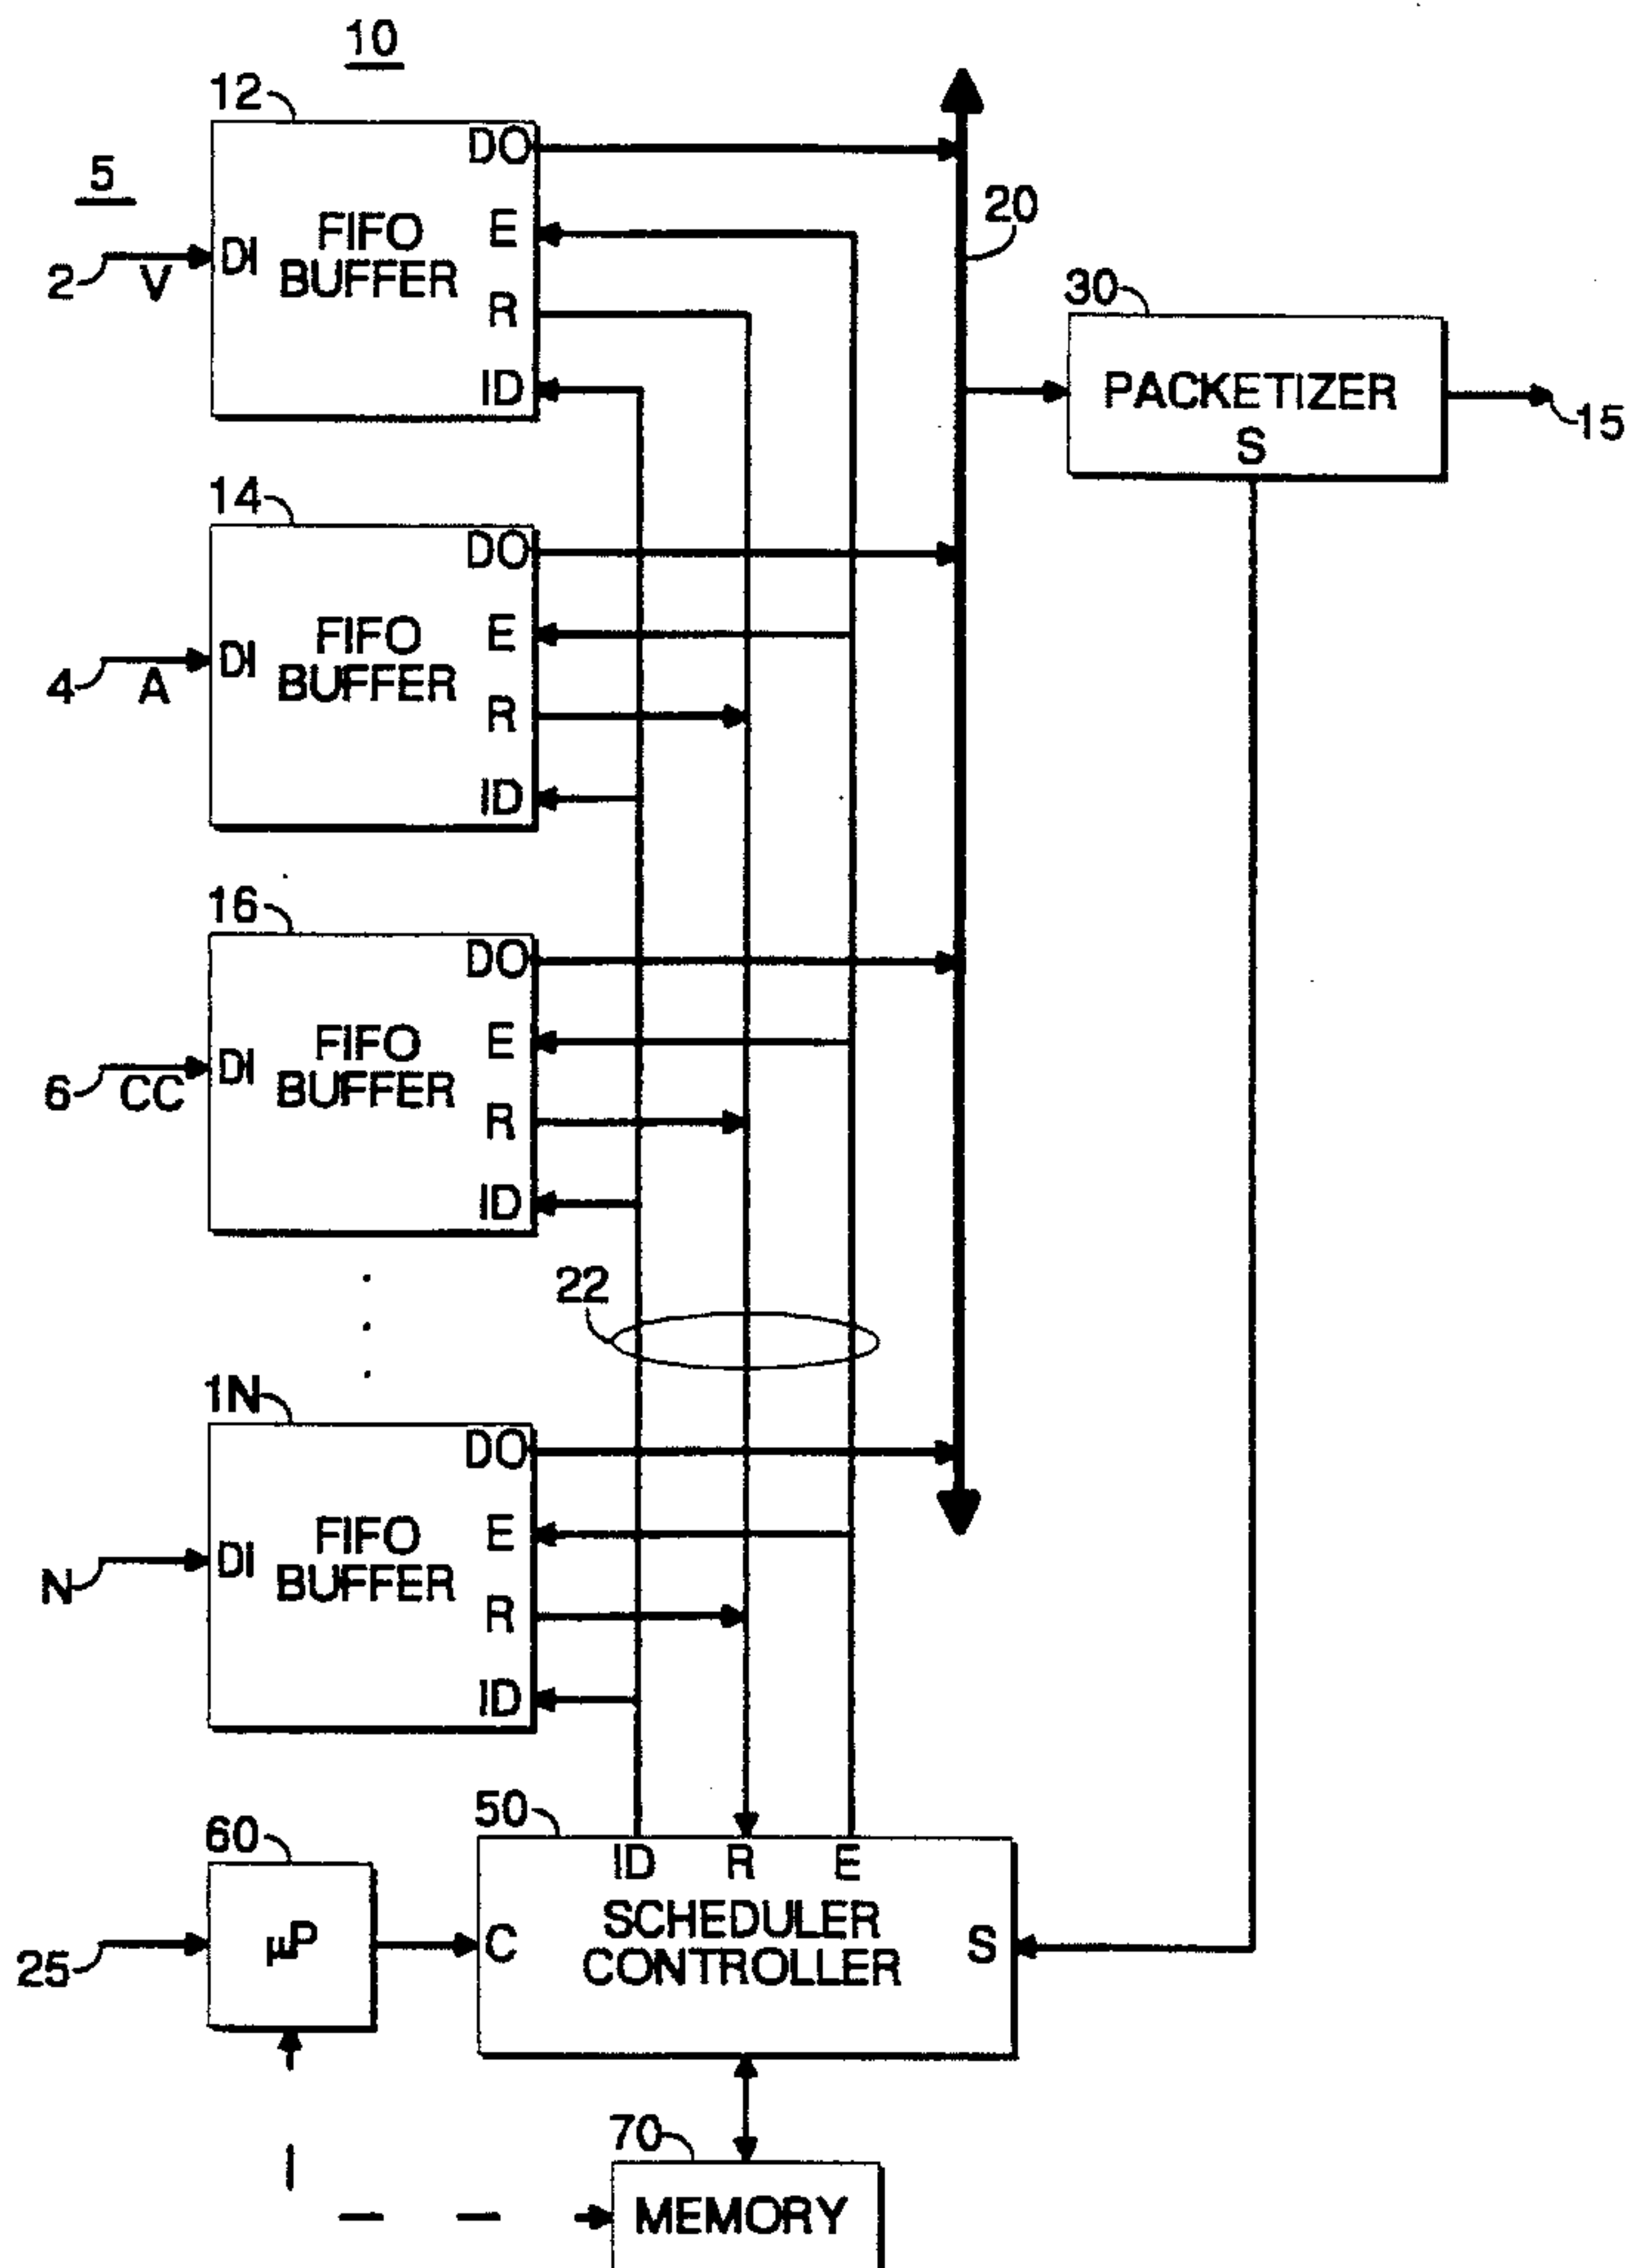 10
12
DO
5
FIFO
BUFFER
E
20
2
V
DI
30
R
PACKETIZER
S
ID
15
14
DO
FIFO
BUFFER
E
4
A
DI
R
ID
16
DO
FIFO
BUFFER
E
6
CC
DI
R
ID
22
1N
DO
FIFO
BUFFER
E
N
DI
R
ID
50
60
ID R E
SCHEDULER
CONTROLLER
25
µP
C
S
70
MEMORY